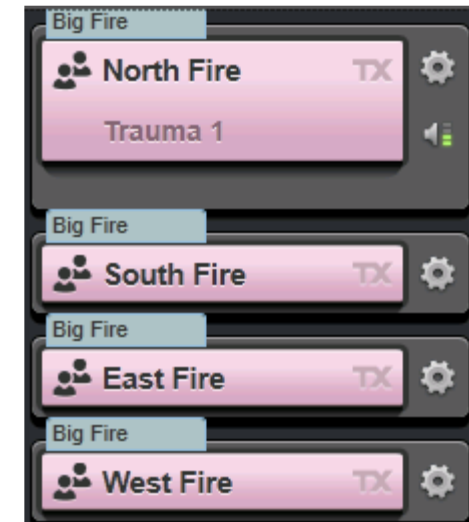 Big Fire
North Fire TX
Trauma 1
Big Fire
South Fire TX
Big Fire
East Fire TX
Big Fire
West Fire TX